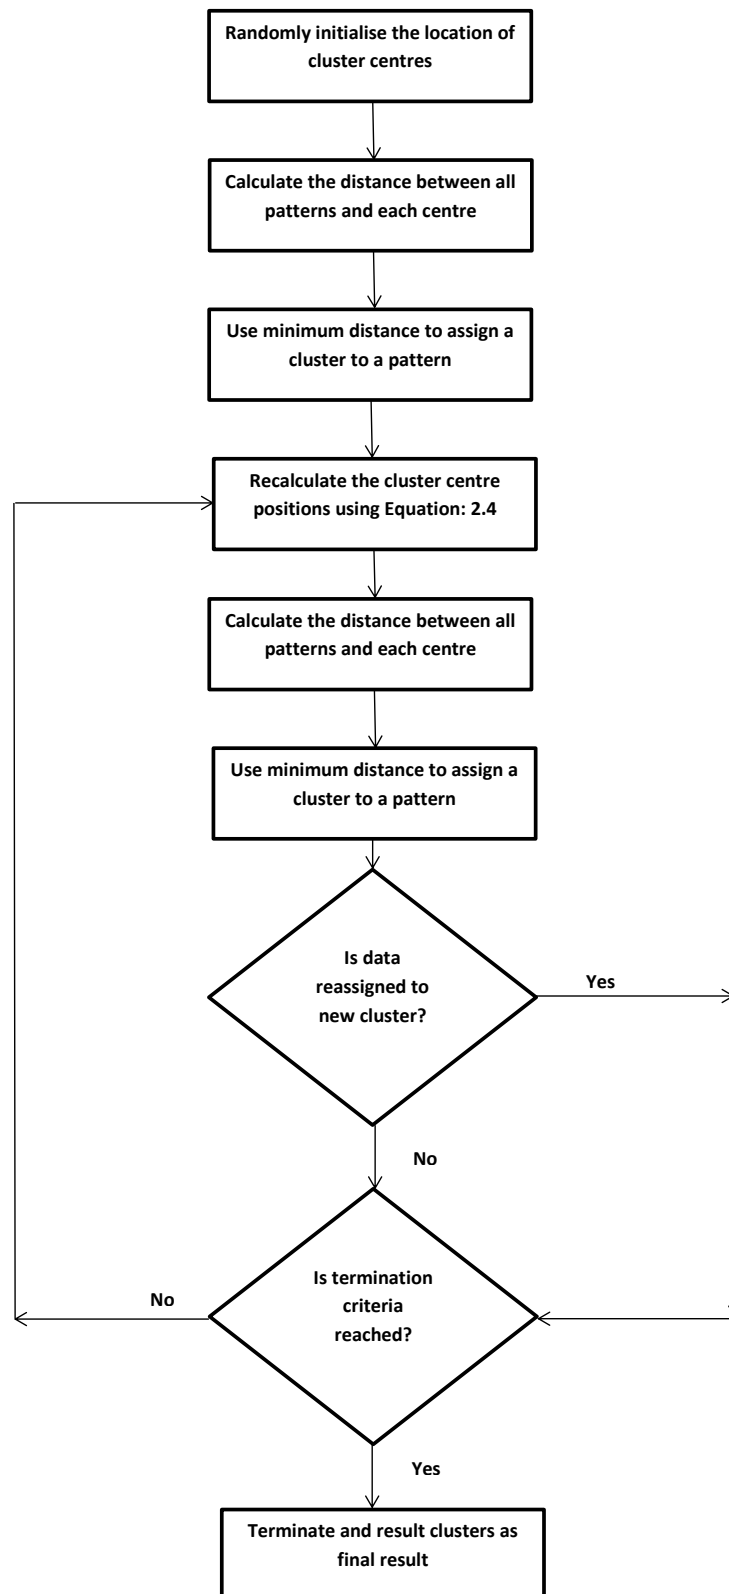 Randomly initialise the location of
cluster centres
Calculate the distance between all
patterns and each centre
Use minimum distance to assign a
cluster to a pattern
Recalculate the cluster centre
positions using Equation: 2.4
Calculate the distance between all
patterns and each centre
Use minimum distance to assign a
cluster to a pattern
Is data
reassigned to
new cluster?
Yes
No
Is termination
criteria
reached?
No
Yes
Terminate and result clusters as
final result